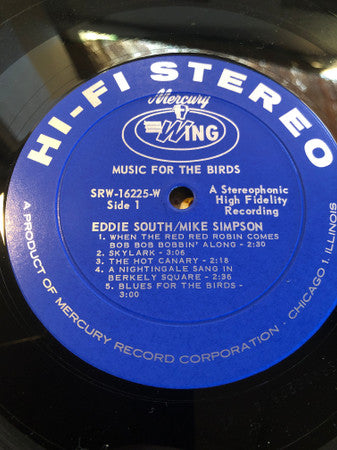 HI-FI STEREO
Mercury
WING
MUSIC FOR THE BIRDS
SRW-16225-W
Side 1
A Stereophonic
High Fidelity
Recording
EDDIE SOUTH/MIKE SIMPSON
1. WHEN THE RED RED ROBIN COMES
BOB BOB BOBBIN' ALONG - 2:30
2. SKYLARK - 3:06
3. THE HOT CANARY - 2:18
4. A NIGHTINGALE SANG IN
BERKELY SQUARE - 2:36
5. BLUES FOR THE BIRDS -
3:00
A PRODUCT OF MERCURY RECORD CORPORATION · CHICAGO 1, ILLINOIS